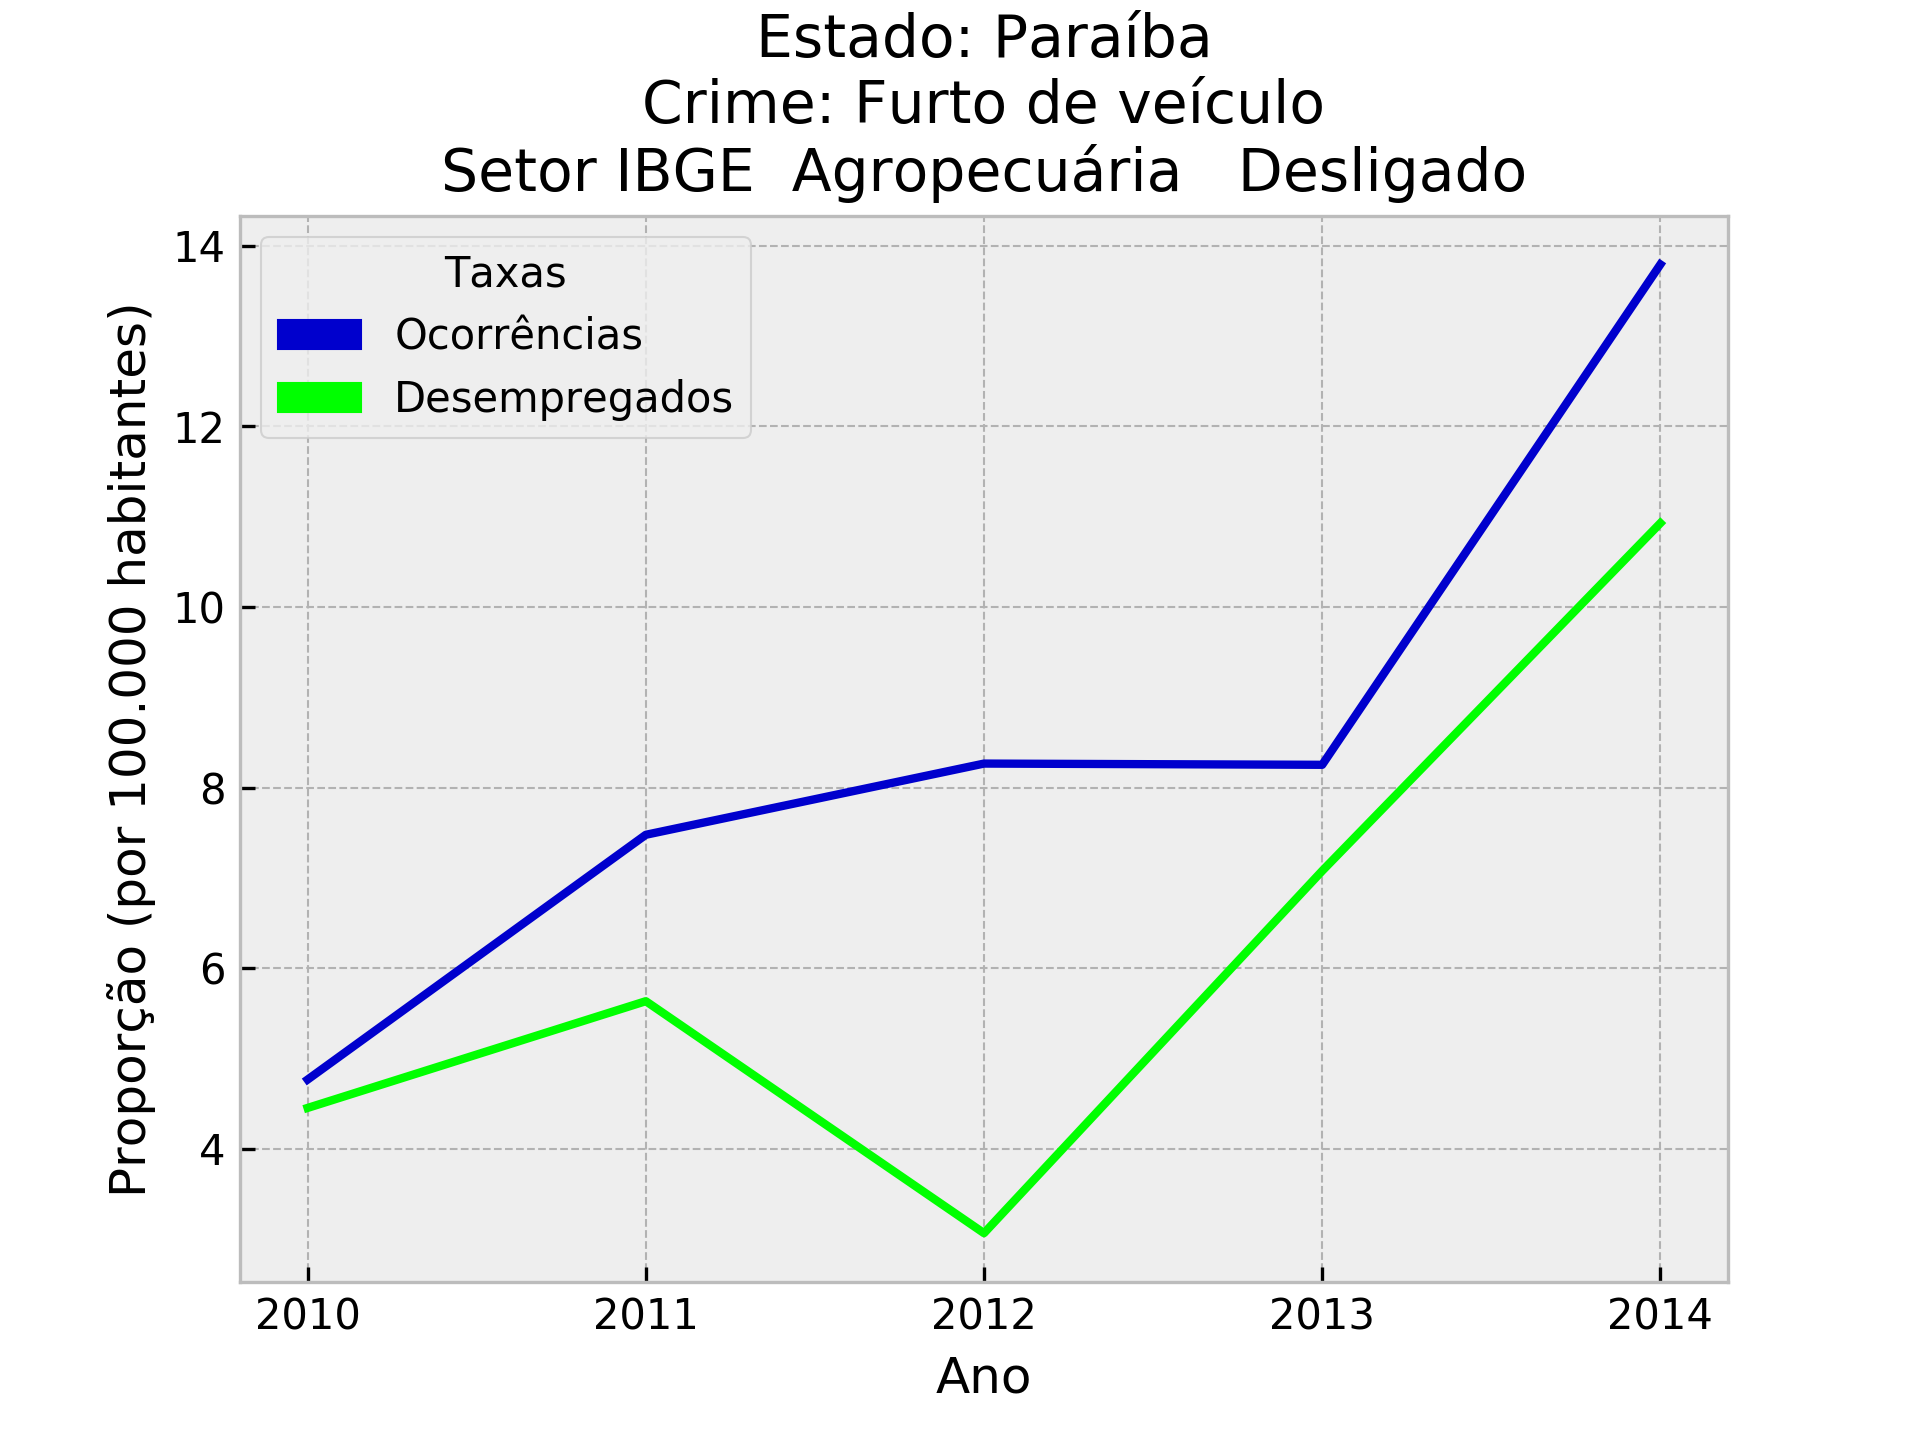 Estado: Paraíba
Crime: Furto de veículo
Setor IBGE  Agropecuária   Desligado
Taxas
Ocorrências
Desempregados
Proporção (por 100.000 habitantes)
14
12
10
8
6
4
2010
2011
2012
2013
2014
Ano